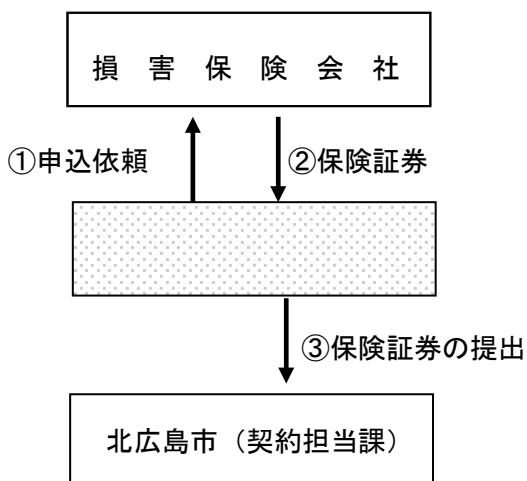 損害保険会社
①申込依頼
②保険証券
③保険証券の提出
北広島市（契約担当課）